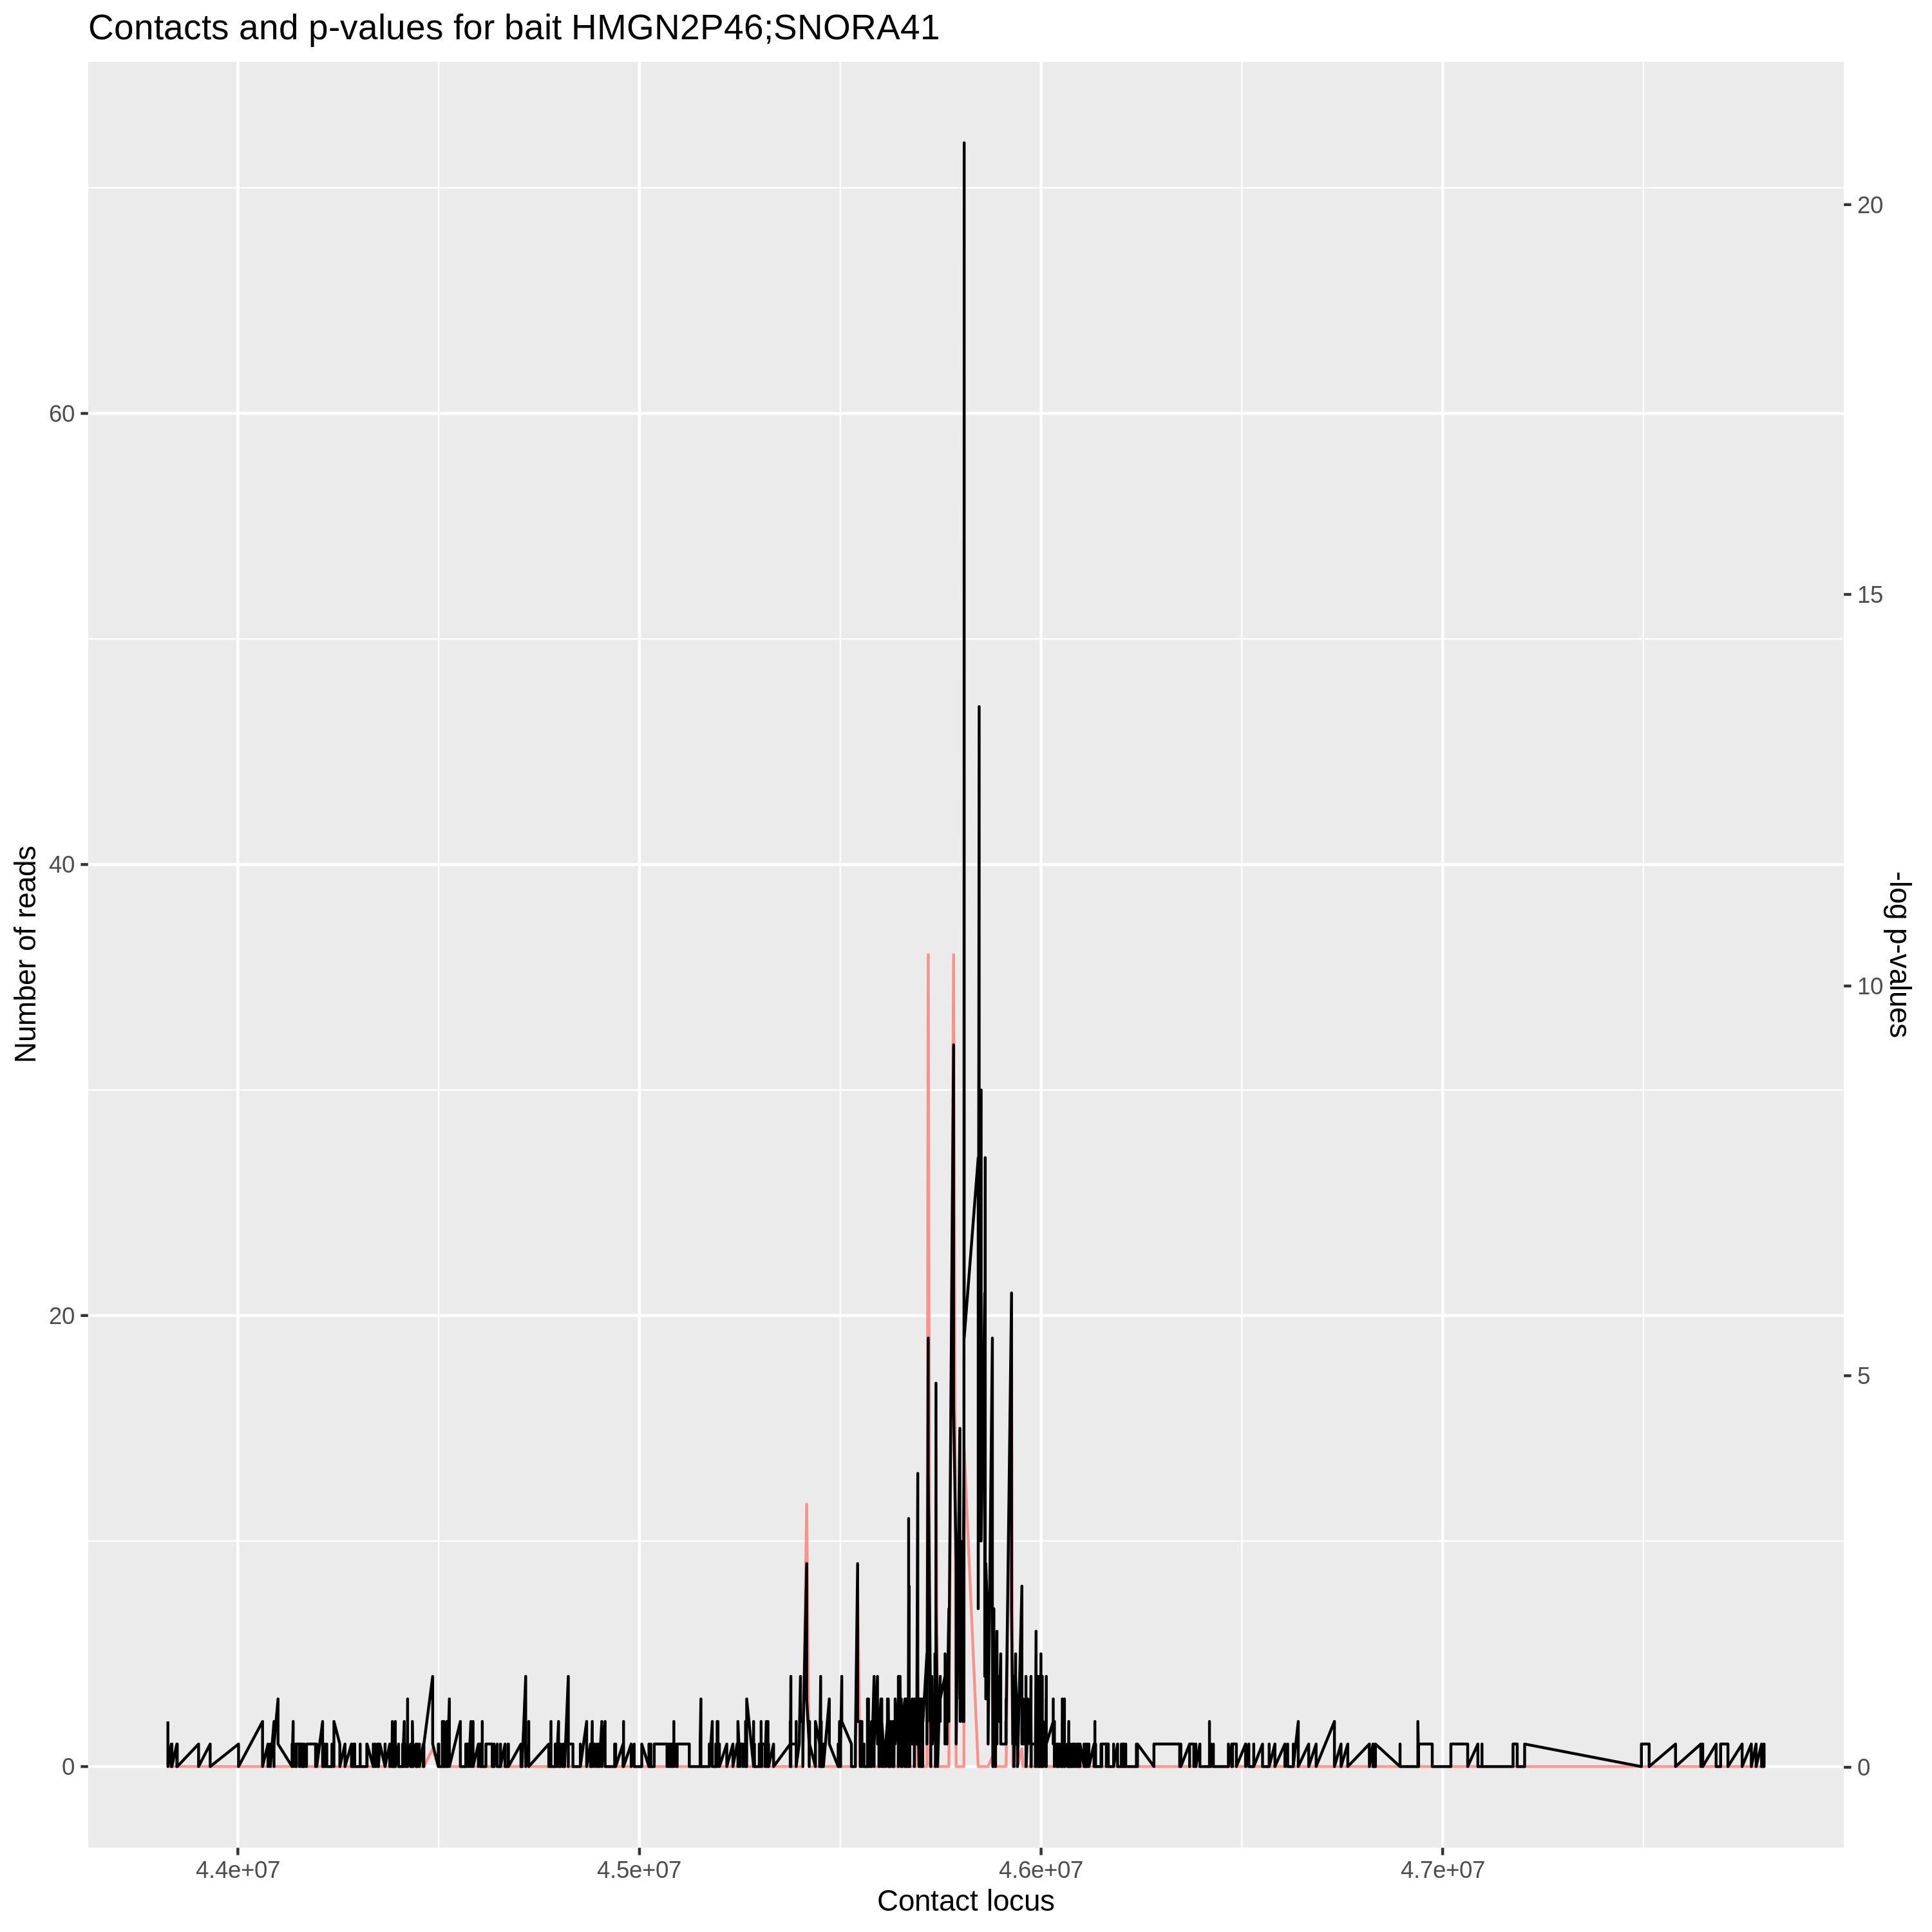 Contacts and p-values for bait HMGN2P46;SNORA41
Number of reads
60
40
20
0
20
15
10
5
0
-log p-values
4.4e+07 4.5e+07 4.6e+07 4.7e+07
Contact locus